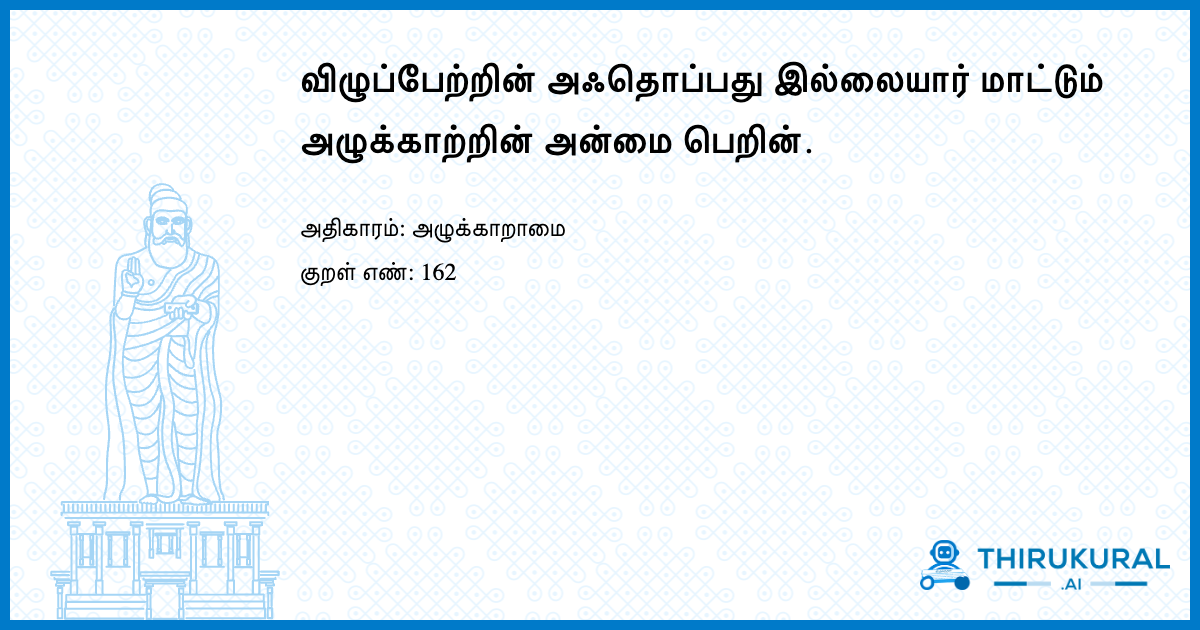 விழுப்பேற்றின் அஃதொப்பது இல்லையார் மாட்டும்
அழுக்காற்றின் அன்மை பெறின்.
அதிகாரம்: அழுக்காறாமை
குறள் எண்: 162
THIRUKURAL
.AI